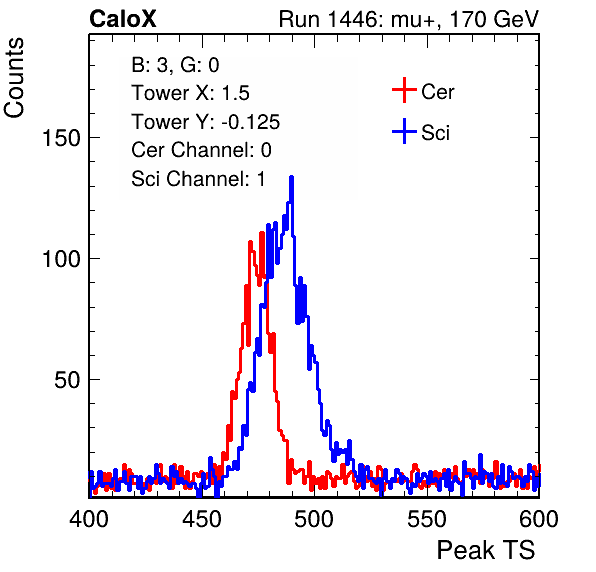 CaloX Run 1446: mu+, 170 GeV
Counts
B: 3, G: 0
Tower X: 1.5
Tower Y: -0.125
Cer Channel: 0
Sci Channel: 1
Cer
Sci
150
100
50
400 450 500 550 600
Peak TS